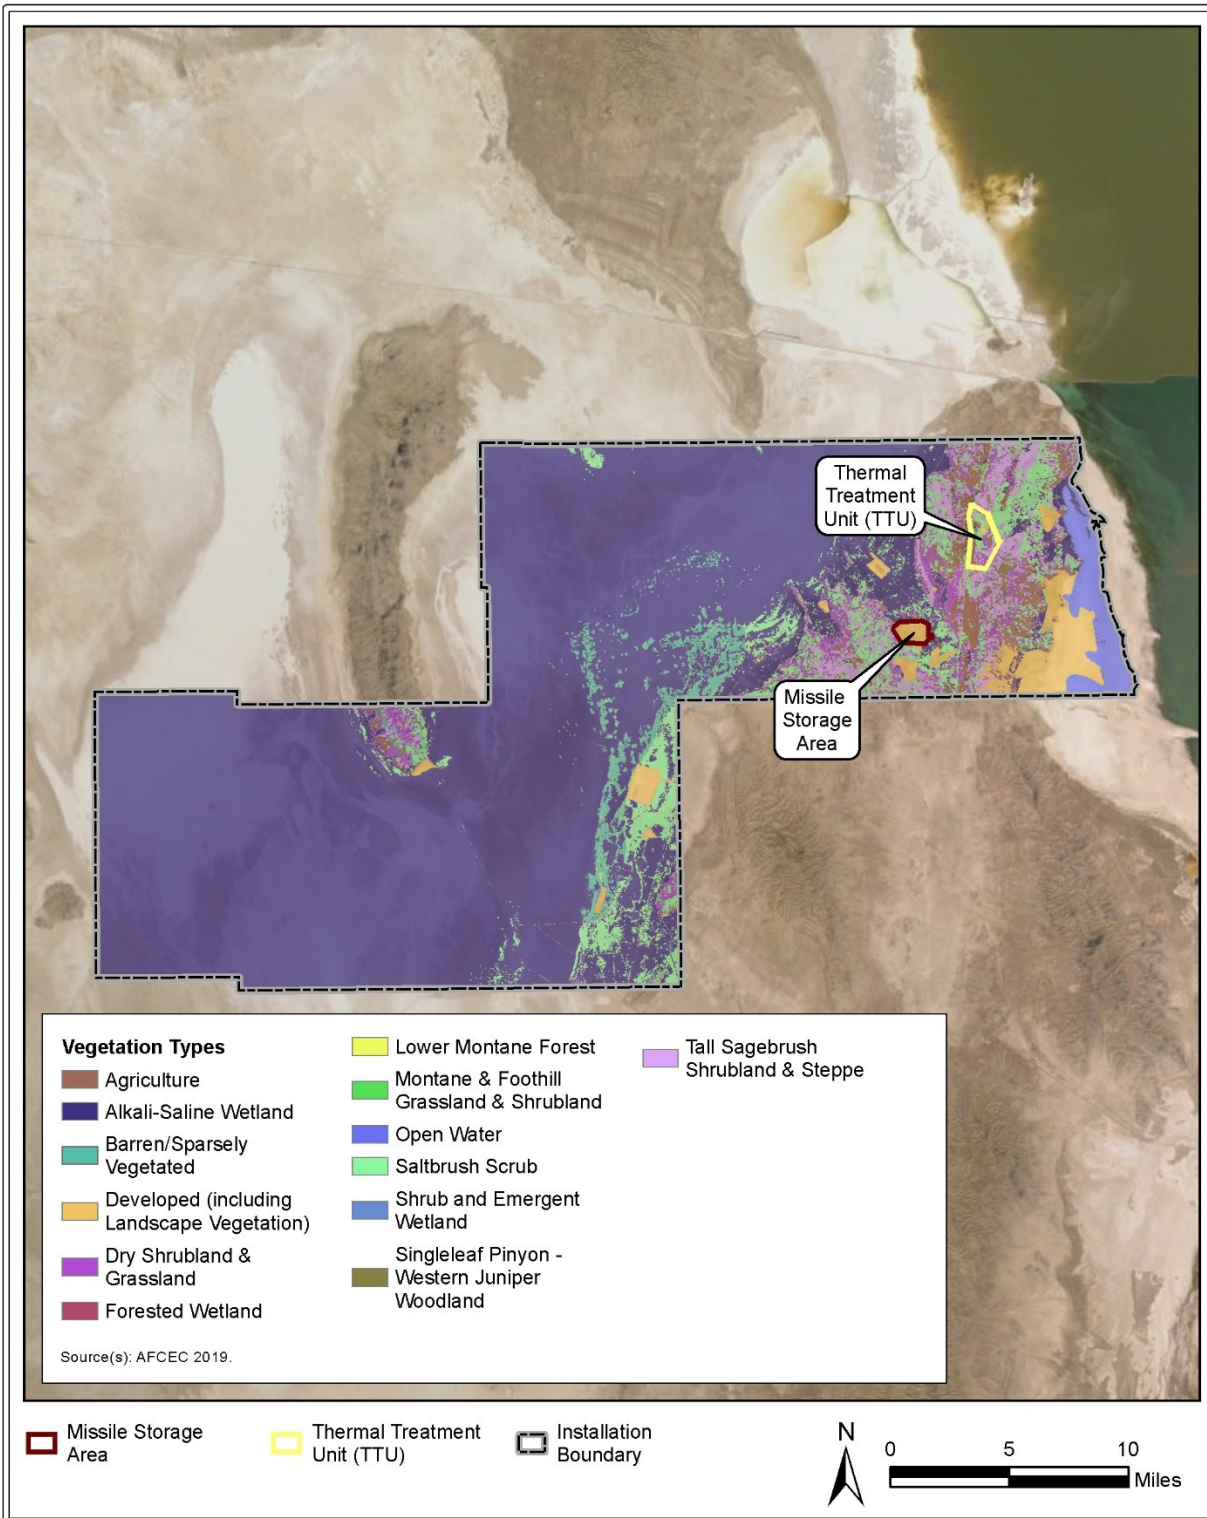 Thermal
Treatment
Unit (TTU)
Missile
Storage
Area
Vegetation Types
Agriculture
Alkali-Saline Wetland
Barren/Sparsely
Vegetated
Developed (including
Landscape Vegetation)
Dry Shrubland &
Grassland
Forested Wetland
Lower Montane Forest
Montane & Foothill
Grassland & Shrubland
Open Water
Saltbrush Scrub
Shrub and Emergent
Wetland
Singleleaf Pinyon -
Western Juniper
Woodland
Tall Sagebrush
Shrubland & Steppe
Source(s): AFCEC 2019.
Missile Storage
Area
Thermal Treatment
Unit (TTU)
Installation
Boundary
N
0 5 10
Miles